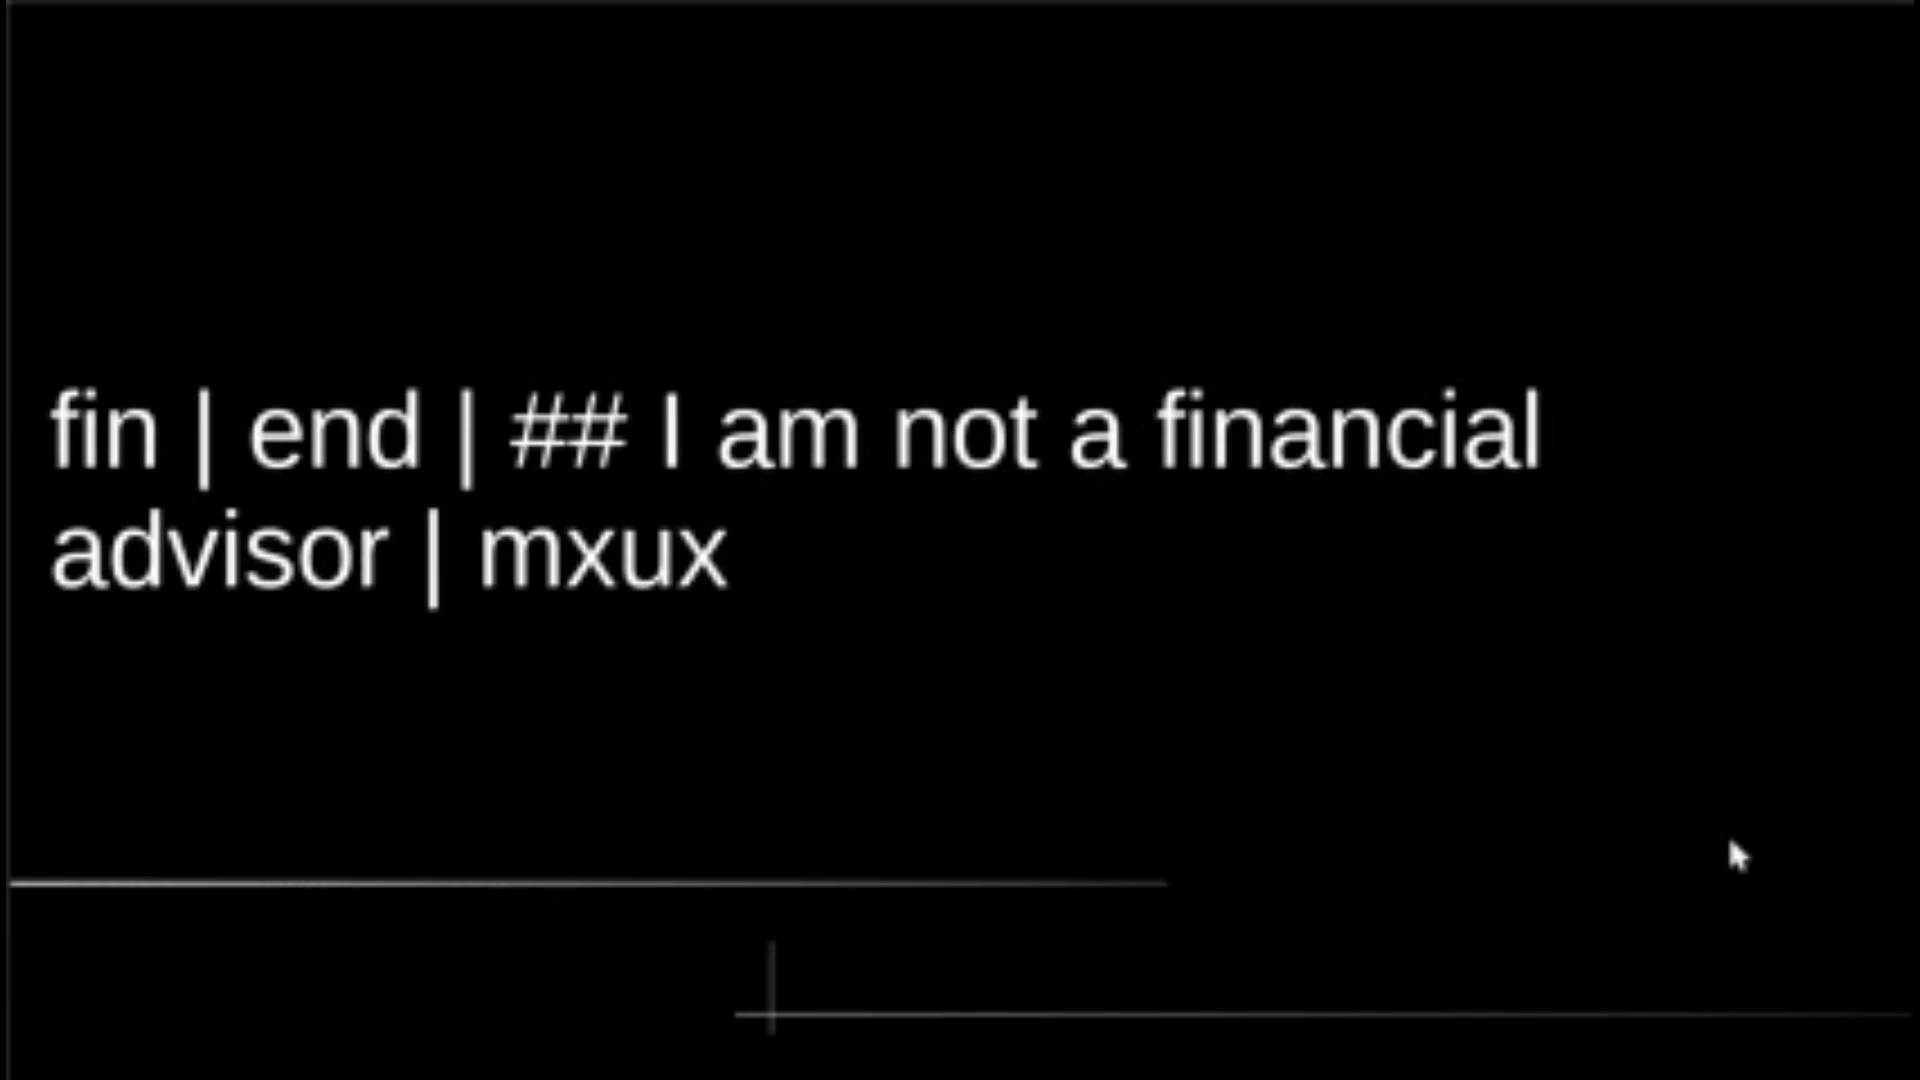 fin | end | ## I am not a financial
advisor | mxux